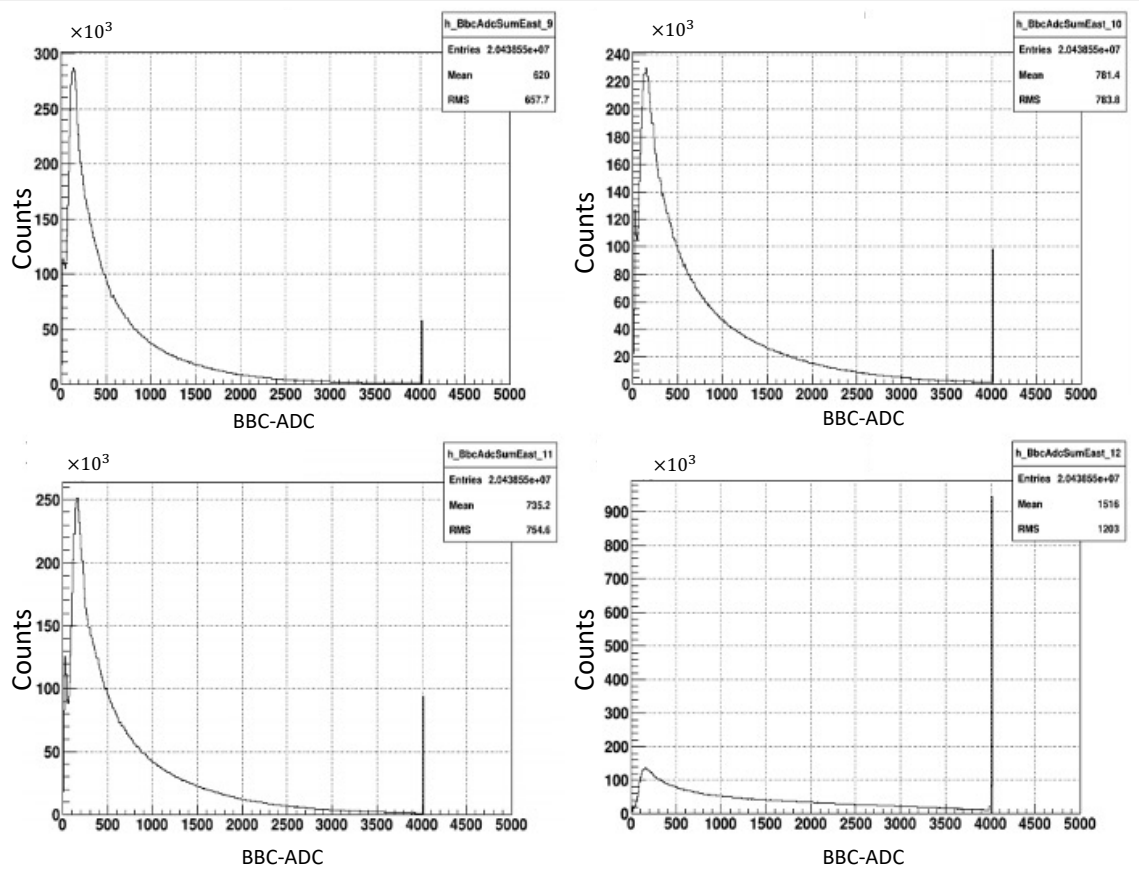 h_BbcAdcSumEast_9
Entries 2.043855e+07
Mean 620
RMS 657.7
×10³
300
250
200
150
100
50
0
Counts
0 500 1000 1500 2000 2500 3000 3500 4000 4500 5000
BBC-ADC
h_BbcAdcSumEast_10
Entries 2.043855e+07
Mean 781.4
RMS 783.8
×10³
240
220
200
180
160
140
120
100
80
60
40
20
0
Counts
0 500 1000 1500 2000 2500 3000 3500 4000 4500 5000
BBC-ADC
h_BbcAdcSumEast_11
Entries 2.043855e+07
Mean 735.2
RMS 754.6
×10³
250
200
150
100
50
0
Counts
0 500 1000 1500 2000 2500 3000 3500 4000 4500 5000
BBC-ADC
h_BbcAdcSumEast_12
Entries 2.043855e+07
Mean 1516
RMS 1203
×10³
900
800
700
600
500
400
300
200
100
0
Counts
0 500 1000 1500 2000 2500 3000 3500 4000 4500 5000
BBC-ADC